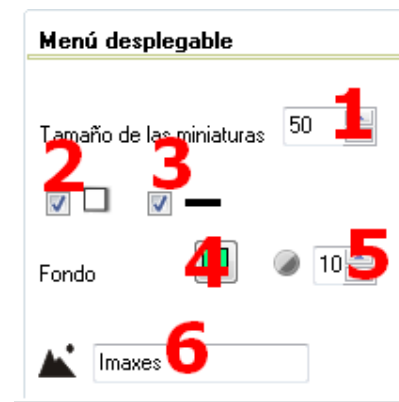 Menú desplegable
Tamaño de las miniaturas 50 1
2 3
Fondo 4 10 5
Imaxes 6